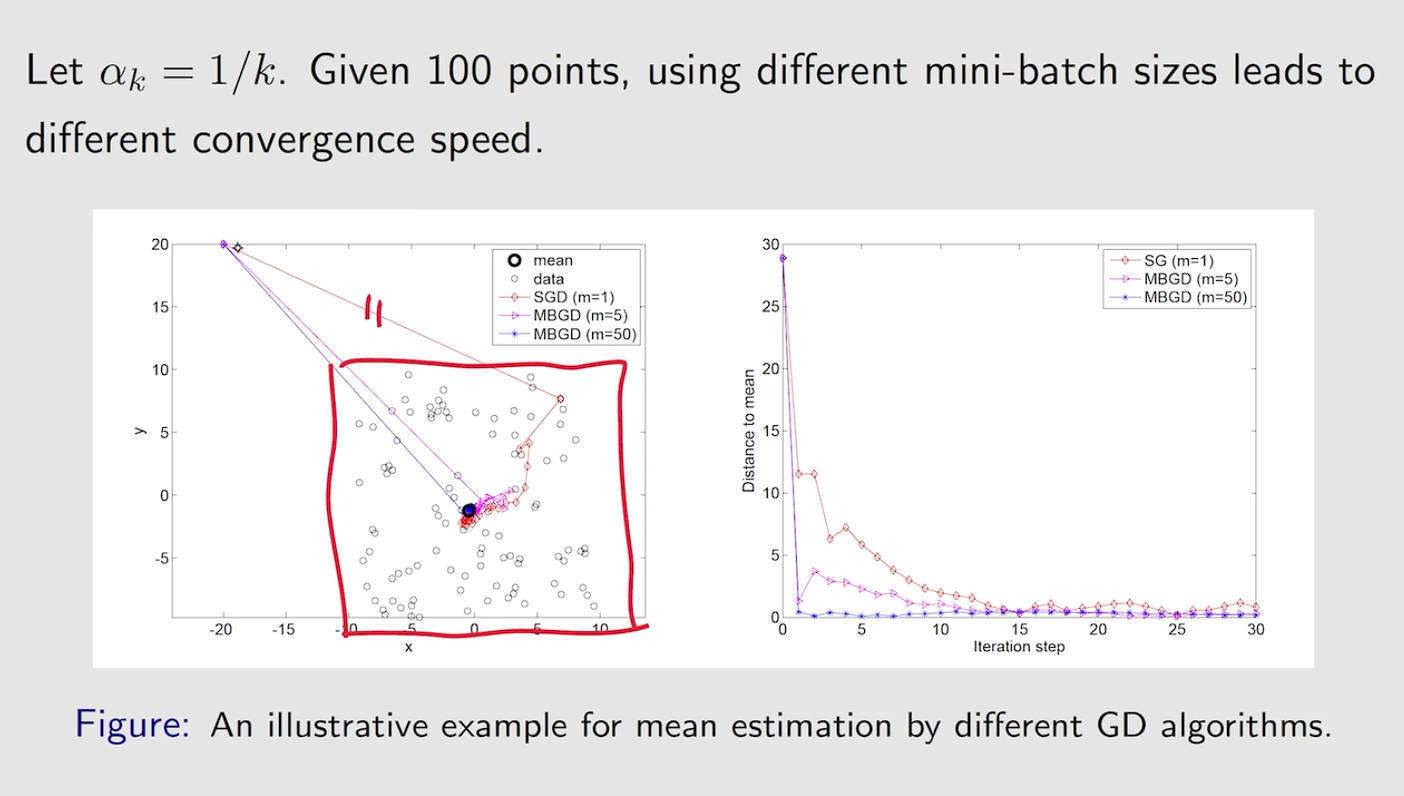 Let αk = 1/k. Given 100 points, using different mini-batch sizes leads to
different convergence speed.
20
15
10
5
0
-5
y
-20
-15
-10
-5
0
5
10
x
mean
data
SGD (m=1)
MBGD (m=5)
MBGD (m=50)
30
25
20
15
10
5
0
Distance to mean
0
5
10
15
20
25
30
Iteration step
SG (m=1)
MBGD (m=5)
MBGD (m=50)
Figure: An illustrative example for mean estimation by different GD algorithms.